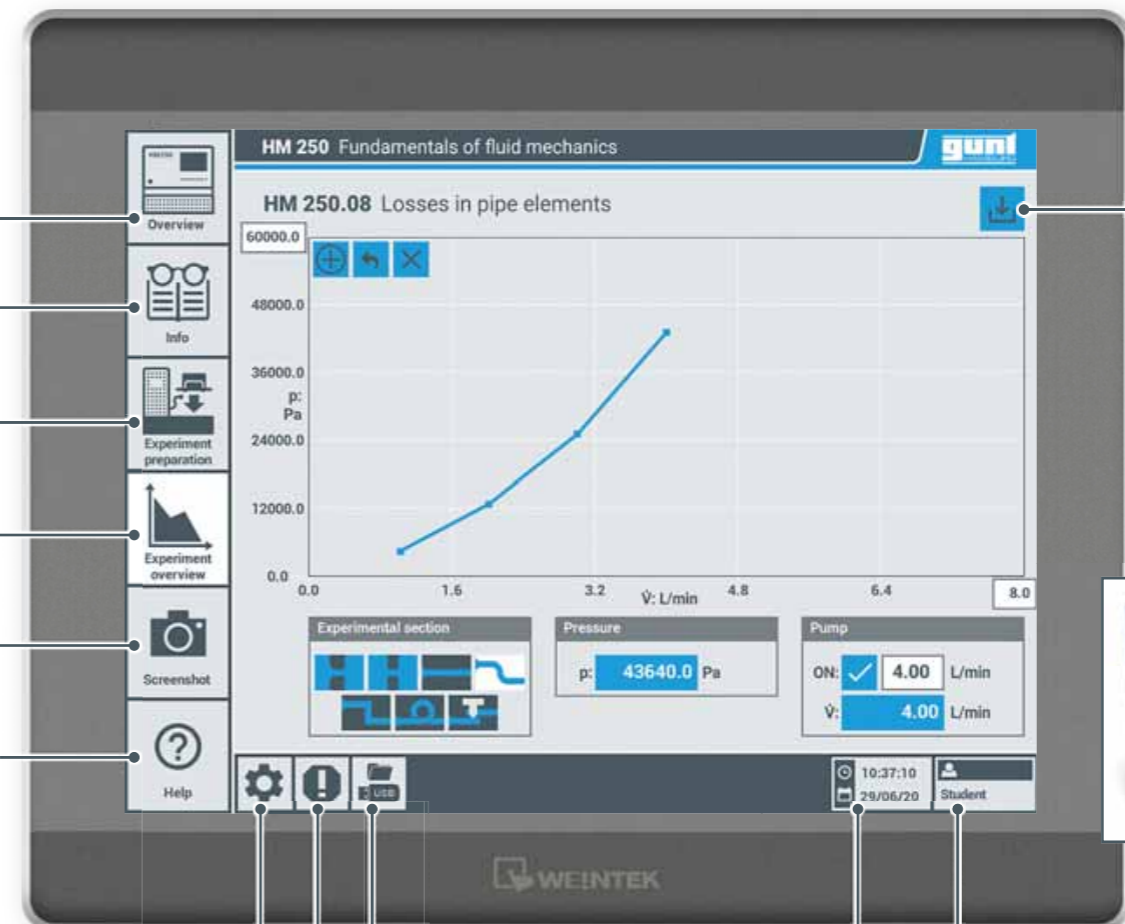 HM 250 Fundamentals of fluid mechanics
gunt
HM 250.08 Losses in pipe elements
Overview
Info
Experiment
preparation
Experiment
overview
Screenshot
Help
60000.0
48000.0
36000.0
p:
Pa
24000.0
12000.0
0.0
0.0 1.6 3.2 4.8 6.4 8.0
V̇: L/min
Experimental section
Pressure
p: 43640.0 Pa
Pump
ON: 4.00 L/min
V̇: 4.00 L/min
USB
10:37:10
29/06/20
Student
WEINTEK